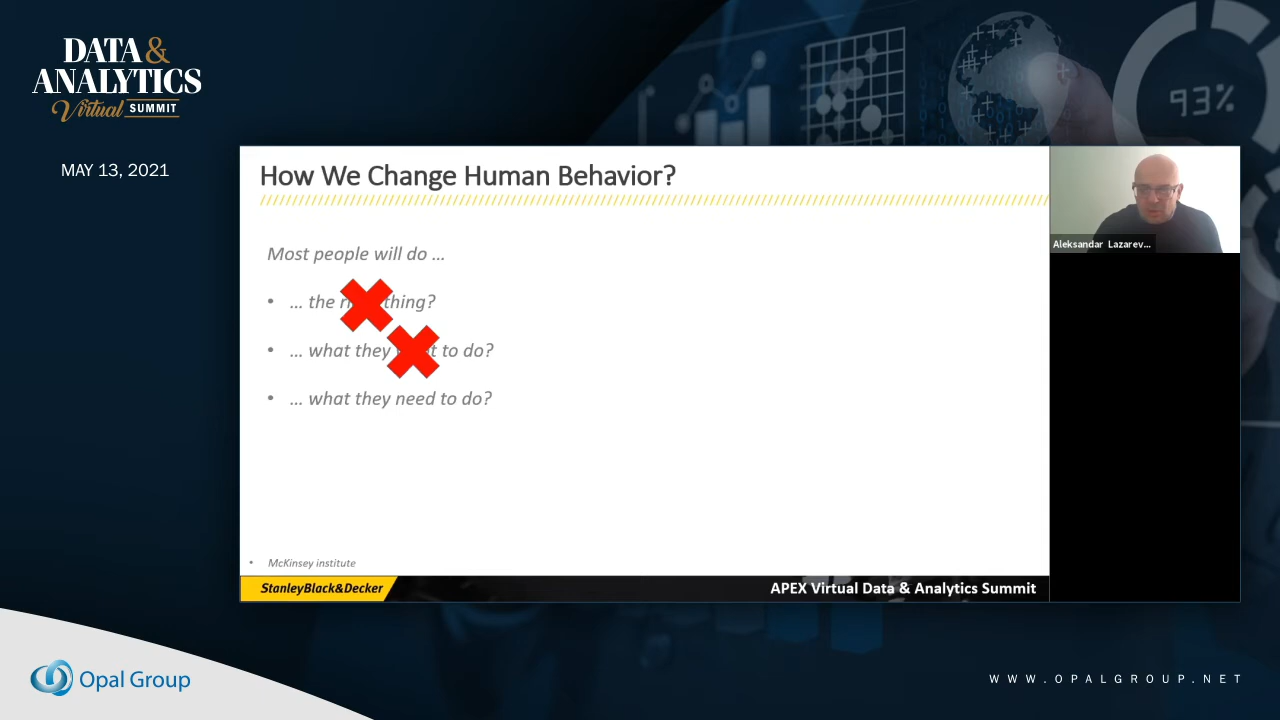 DATA &
ANALYTICS
Virtual SUMMIT
MAY 13, 2021
93%
How We Change Human Behavior?
Aleksandar Lazarev...
Most people will do ...
• ... the thing?
• ... what they to do?
• ... what they need to do?
• McKinsey institute
StanleyBlack&Decker
APEX Virtual Data & Analytics Summit
Opal Group
WWW.OPALGROUP.NET